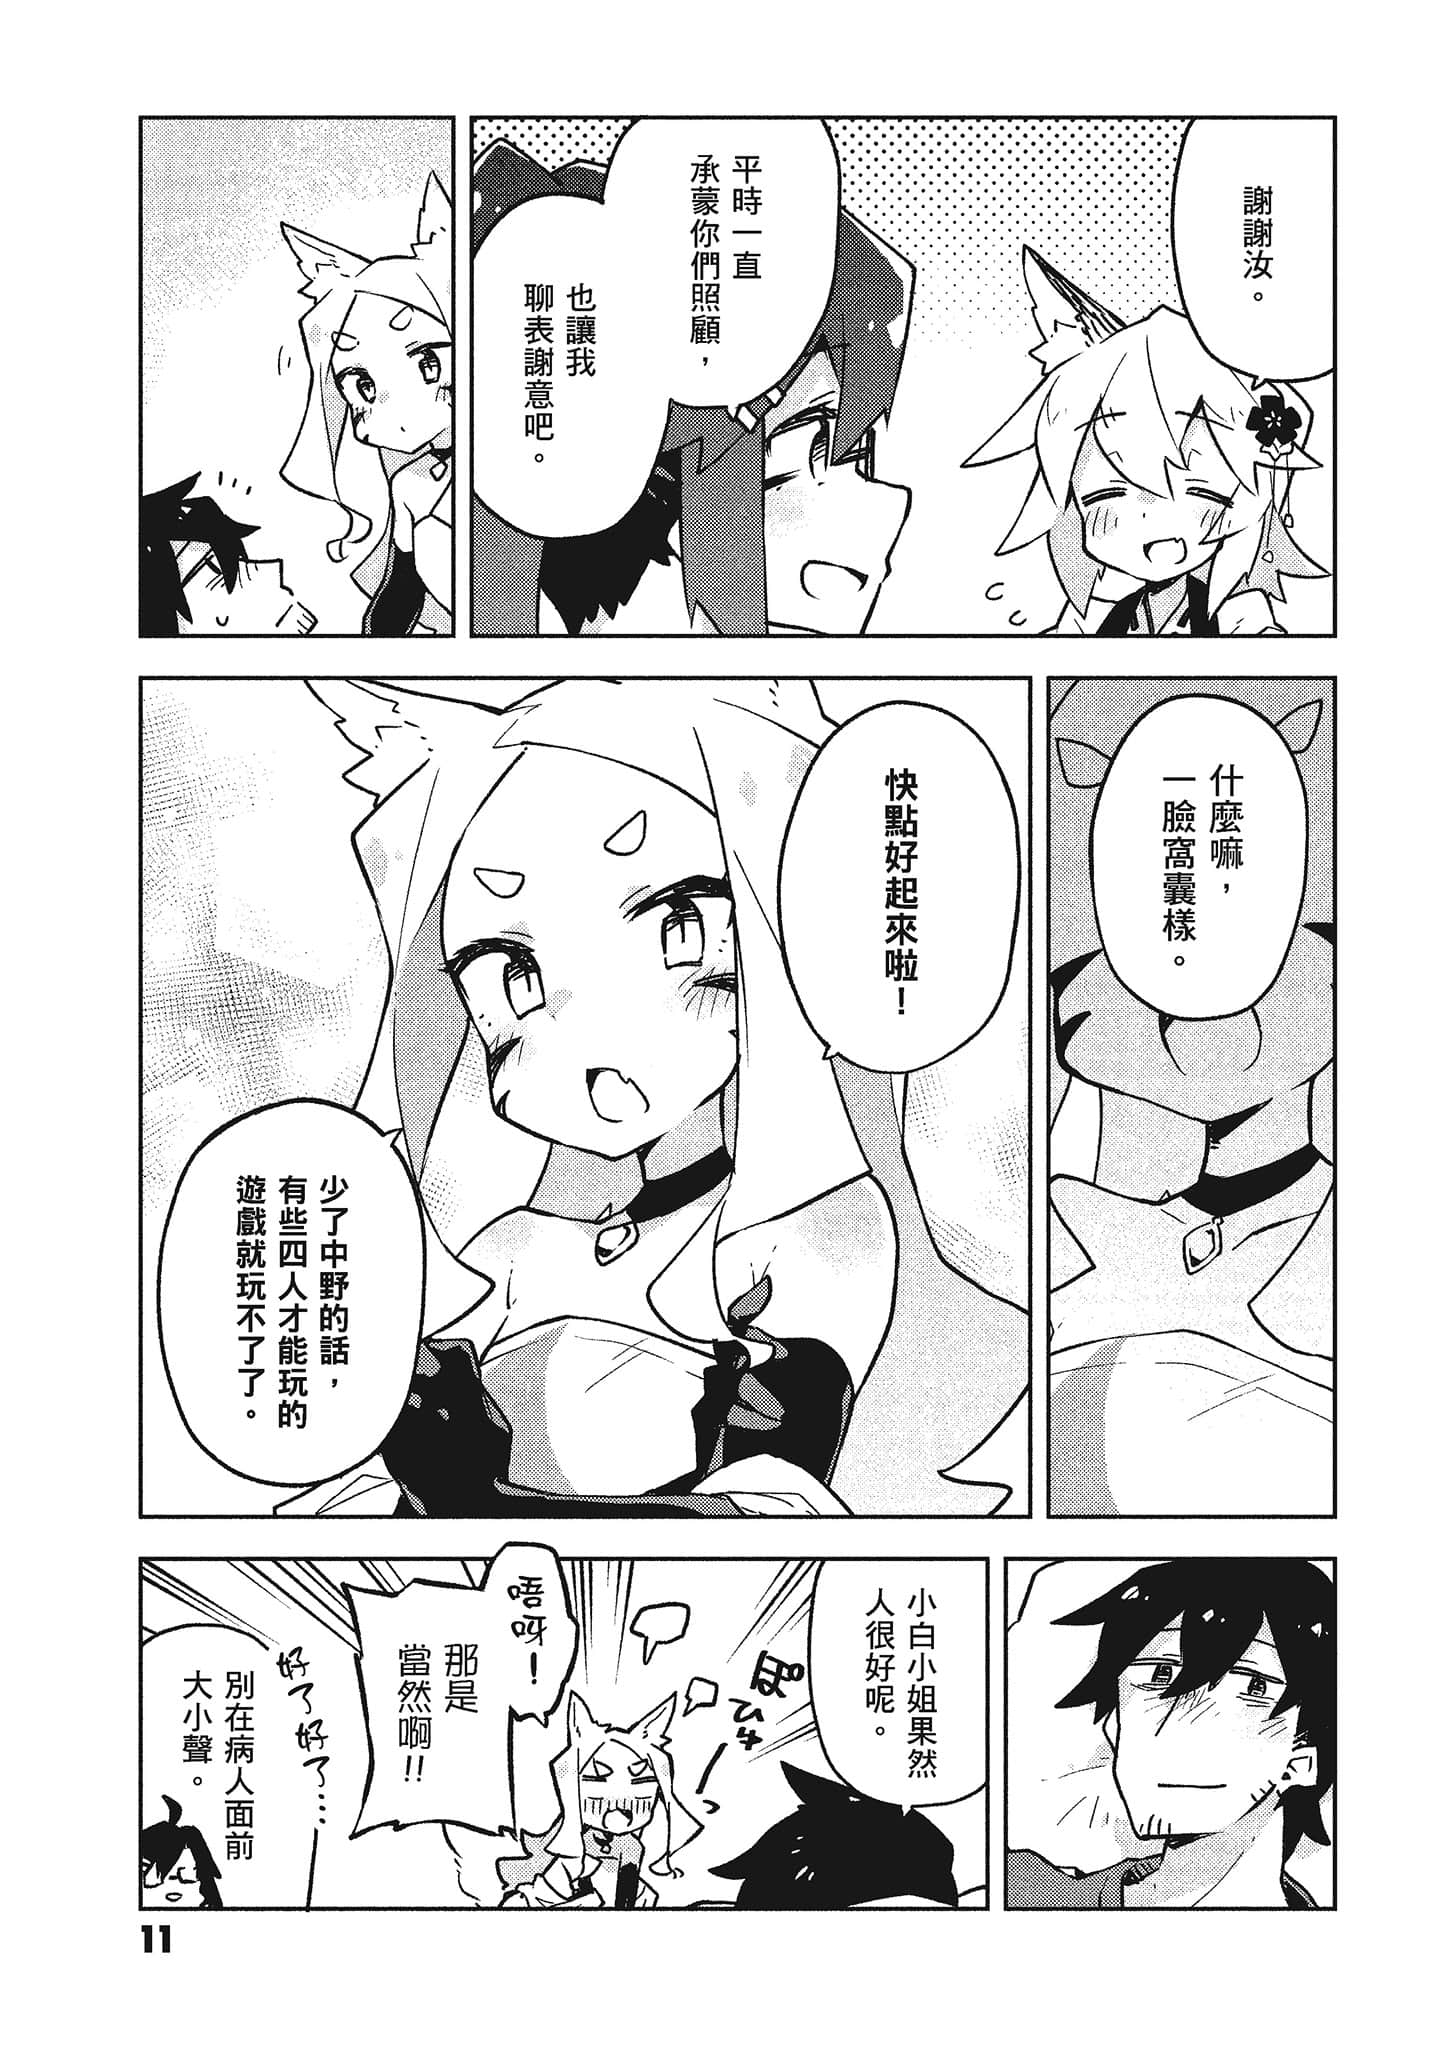 謝謝汝。
平時一直
承蒙你們照顧，
也讓我
聊表謝意吧。
什麼嘛，
一臉窩囊樣。
快點好起來啦！
少了中野的話，
有些四人才能玩的
遊戲就玩不了了。
小白小姐果然
人很好呢。
ぽ
唔呀！
那是
當然啊!!
好了好了…
別在病人面前
大小聲。
11